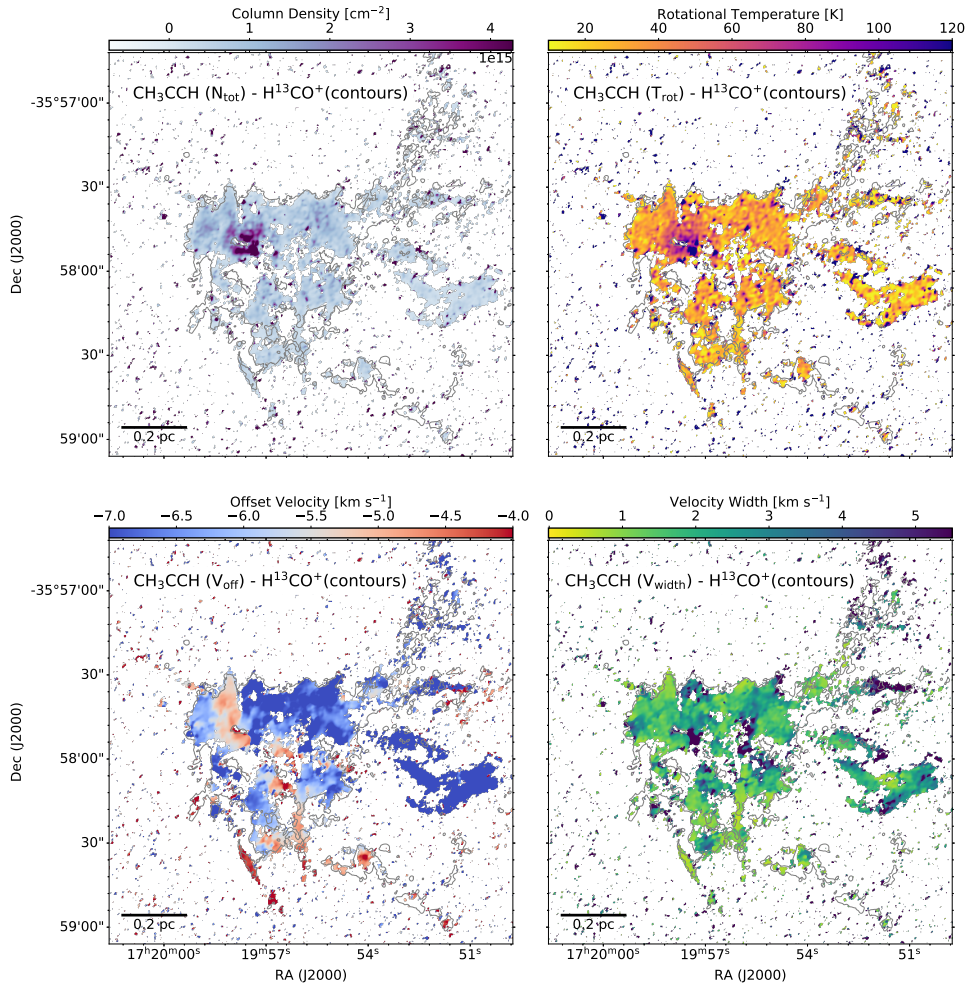 Column Density [cm⁻²]
0 1 2 3 4
1e15
CH₃CCH (Nₜₒₜ) - H¹³CO⁺(contours)
-35°57'00"
30"
58'00"
30"
59'00"
Dec (J2000)
0.2 pc
Rotational Temperature [K]
20 40 60 80 100 120
CH₃CCH (Tᵣₒₜ) - H¹³CO⁺(contours)
0.2 pc
Offset Velocity [km s⁻¹]
−7.0 −6.5 −6.0 −5.5 −5.0 −4.5 −4.0
CH₃CCH (V_off) - H¹³CO⁺(contours)
-35°57'00"
30"
58'00"
30"
59'00"
Dec (J2000)
0.2 pc
17ʰ20ᵐ00ˢ 19ᵐ57ˢ 54ˢ 51ˢ
RA (J2000)
Velocity Width [km s⁻¹]
0 1 2 3 4 5
CH₃CCH (V_width) - H¹³CO⁺(contours)
0.2 pc
17ʰ20ᵐ00ˢ 19ᵐ57ˢ 54ˢ 51ˢ
RA (J2000)